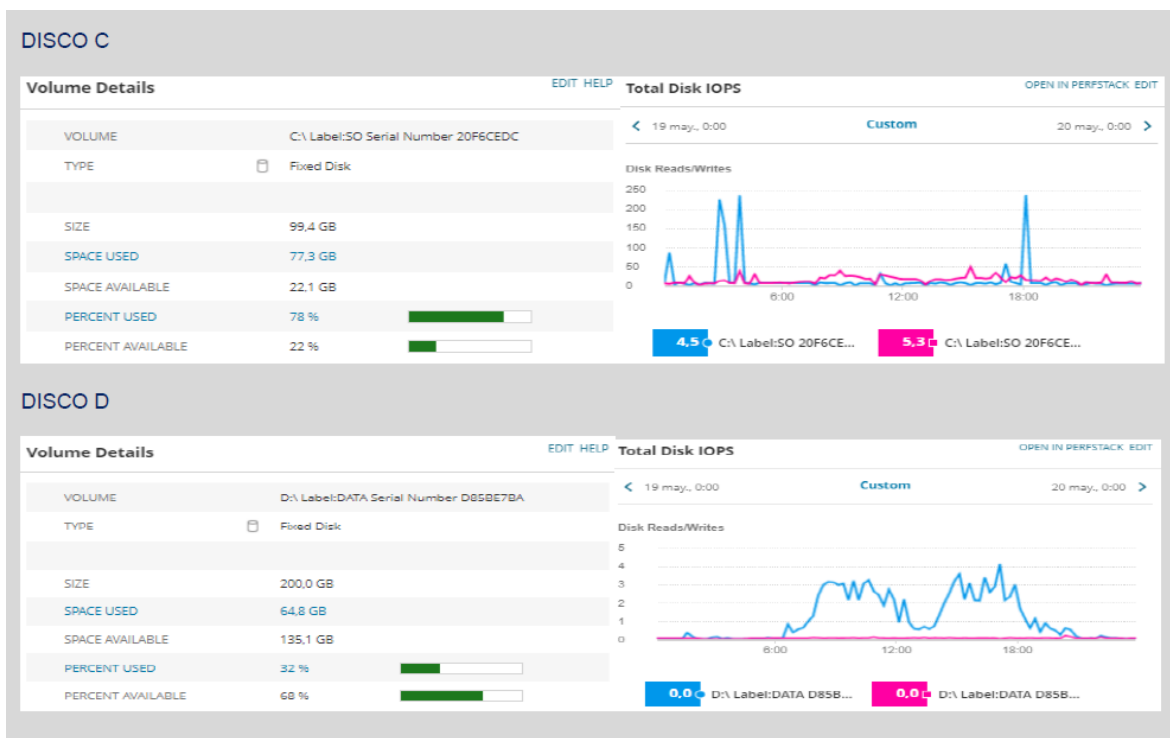 DISCO C
Volume Details
EDIT HELP
VOLUME C:\ Label:SO Serial Number 20F6CEDC
TYPE Fixed Disk
SIZE 99,4 GB
SPACE USED 77,3 GB
SPACE AVAILABLE 22,1 GB
PERCENT USED 78 %
PERCENT AVAILABLE 22 %
Total Disk IOPS
OPEN IN PERFSTACK EDIT
19 may., 0:00 Custom 20 may., 0:00
Disk Reads/Writes
250
200
150
100
50
0
6:00 12:00 18:00
4,5 C:\ Label:SO 20F6CE... 5,3 C:\ Label:SO 20F6CE...
DISCO D
Volume Details
EDIT HELP
VOLUME D:\ Label:DATA Serial Number D85BE7BA
TYPE Fixed Disk
SIZE 200,0 GB
SPACE USED 64,8 GB
SPACE AVAILABLE 135,1 GB
PERCENT USED 32 %
PERCENT AVAILABLE 68 %
Total Disk IOPS
OPEN IN PERFSTACK EDIT
19 may., 0:00 Custom 20 may., 0:00
Disk Reads/Writes
5
4
3
2
1
0
6:00 12:00 18:00
0,0 D:\ Label:DATA D85B... 0,0 D:\ Label:DATA D85B...